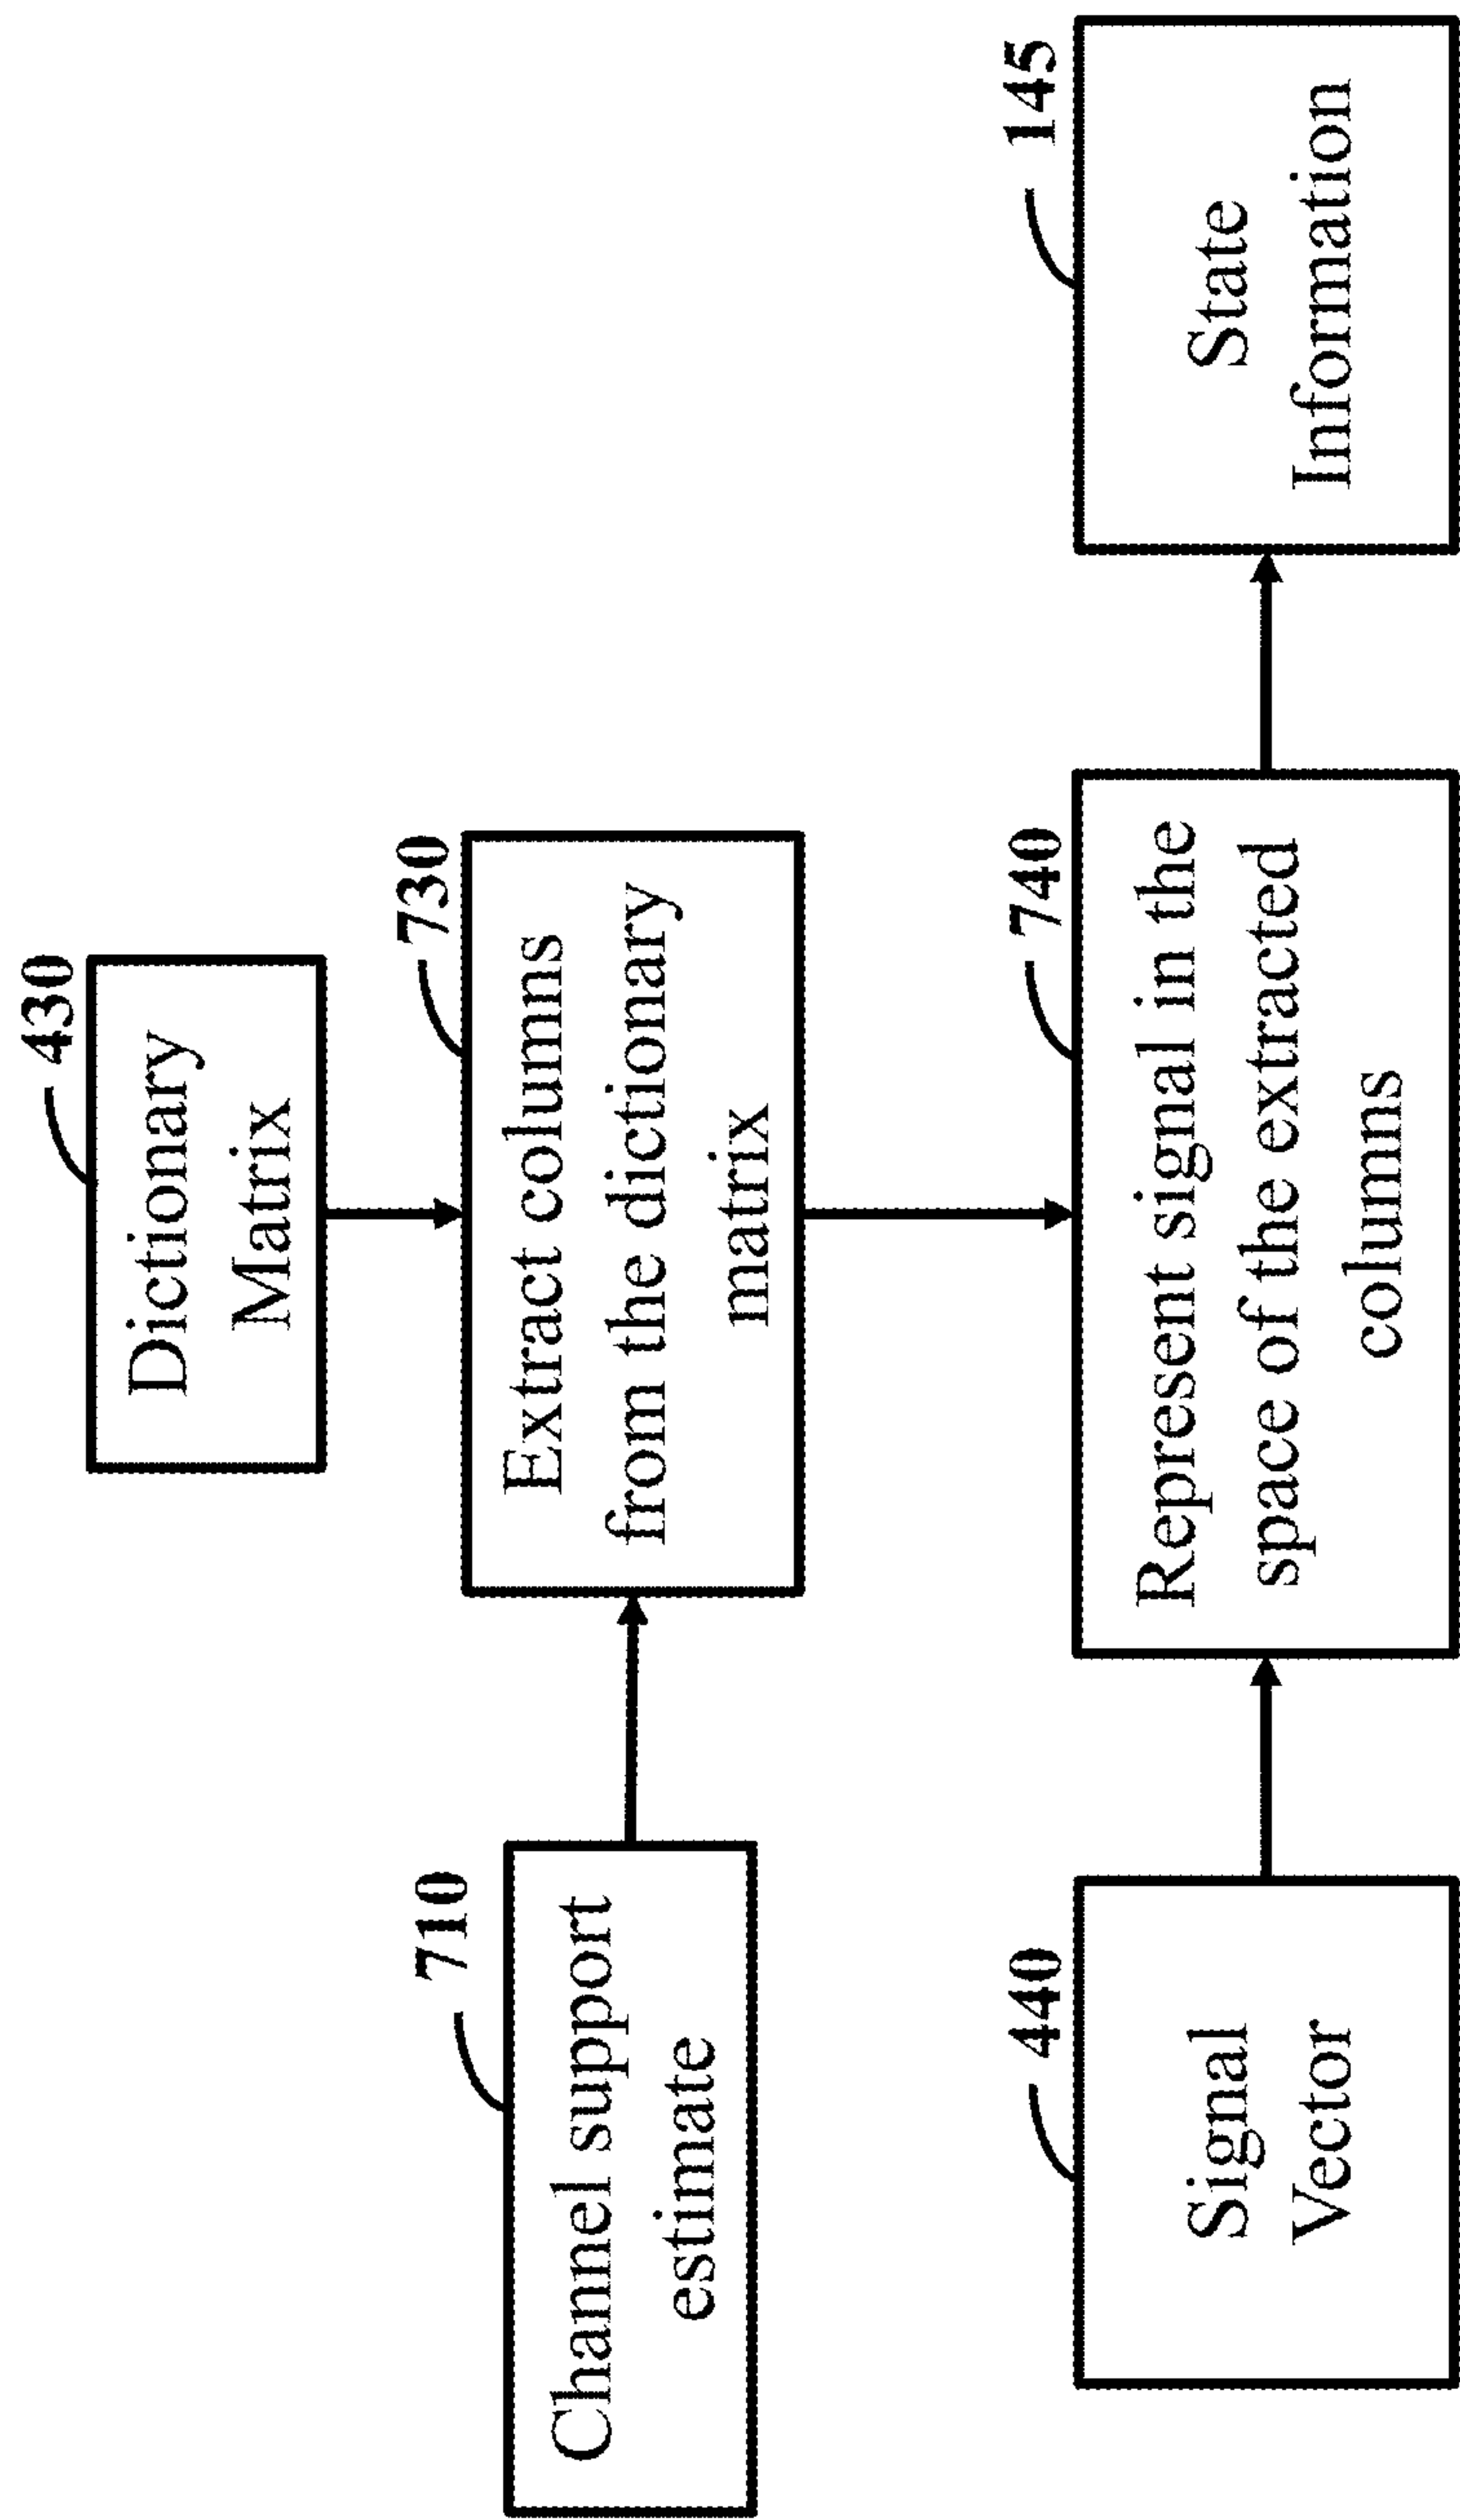 430
Dictionary
Matrix
710
Channel support
estimate
730
Extract columns
from the dictionary
matrix
440
Signal
Vector
740
Represent signal in the
space of the extracted
columns
145
State
Information